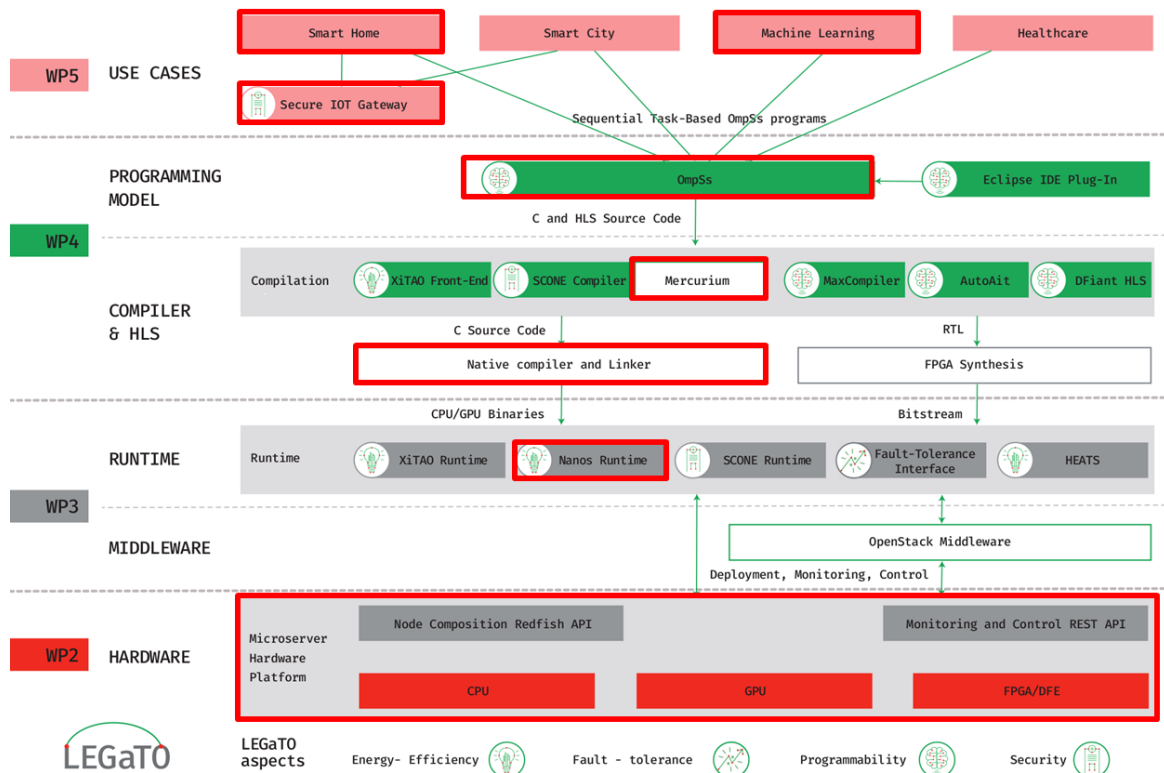 Smart Home
Smart City
Machine Learning
Healthcare
WP5
USE CASES
Secure IOT Gateway
Sequential Task-Based OmpSs programs
PROGRAMMING
MODEL
OmpSs
Eclipse IDE Plug-In
C and HLS Source Code
WP4
Compilation
XiTAO Front-End
SCONE Compiler
Mercurium
MaxCompiler
AutoAit
DFiant HLS
COMPILER
& HLS
C Source Code
RTL
Native compiler and Linker
FPGA Synthesis
CPU/GPU Binaries
Bitstream
RUNTIME
Runtime
XiTAO Runtime
Nanos Runtime
SCONE Runtime
Fault-Tolerance
Interface
HEATS
WP3
MIDDLEWARE
OpenStack Middleware
Deployment, Monitoring, Control
WP2
HARDWARE
Microserver
Hardware
Platform
Node Composition Redfish API
Monitoring and Control REST API
CPU
GPU
FPGA/DFE
LEGaTO
LEGaTO
aspects
Energy- Efficiency
Fault - tolerance
Programmability
Security